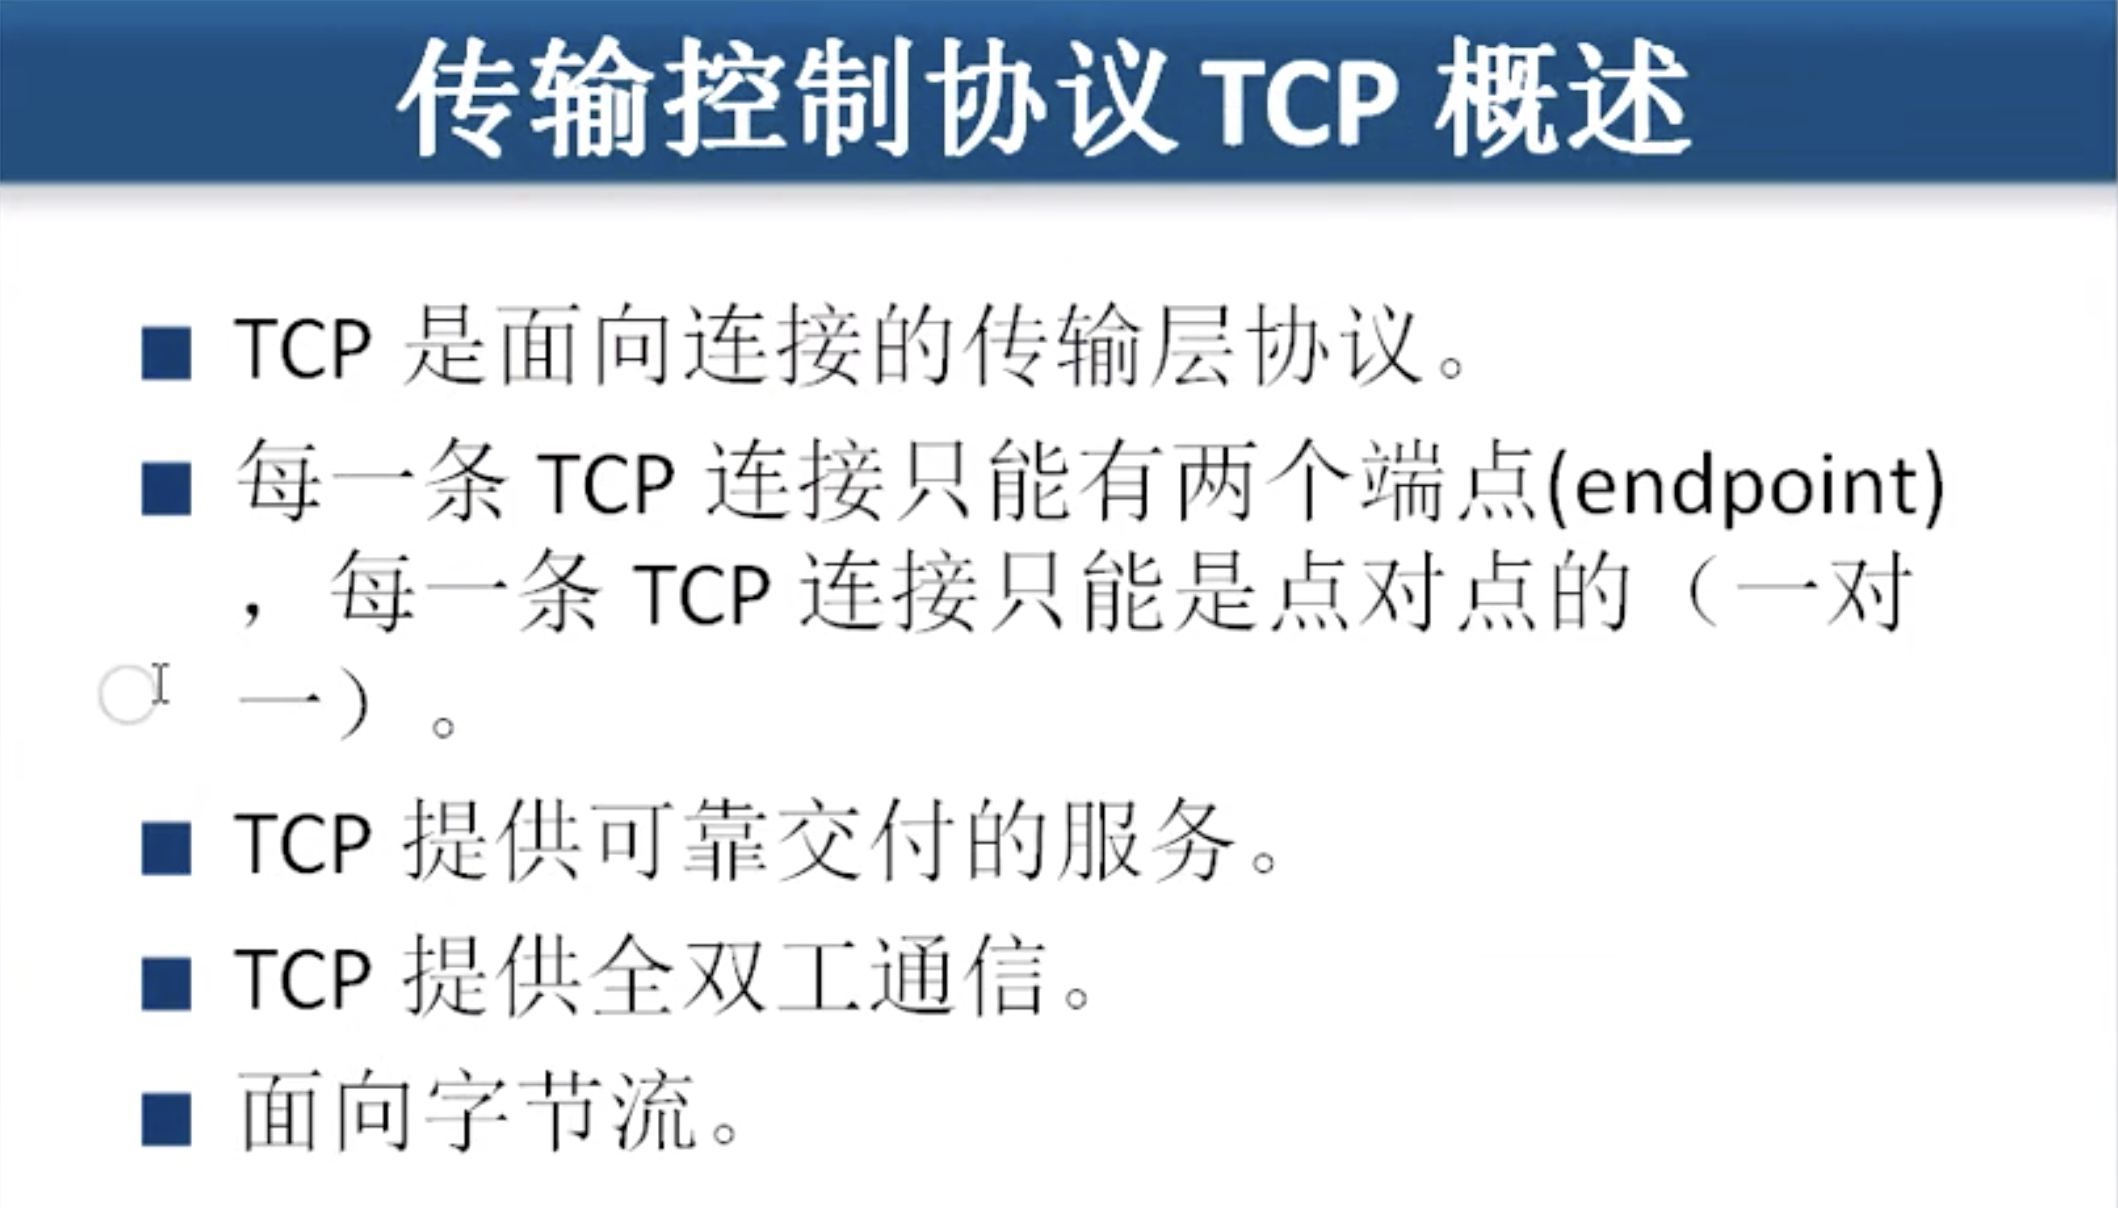 传输控制协议 TCP 概述
TCP 是面向连接的传输层协议。
每一条 TCP 连接只能有两个端点(endpoint)
，每一条 TCP 连接只能是点对点的（一对
一）。
TCP 提供可靠交付的服务。
TCP 提供全双工通信。
面向字节流。